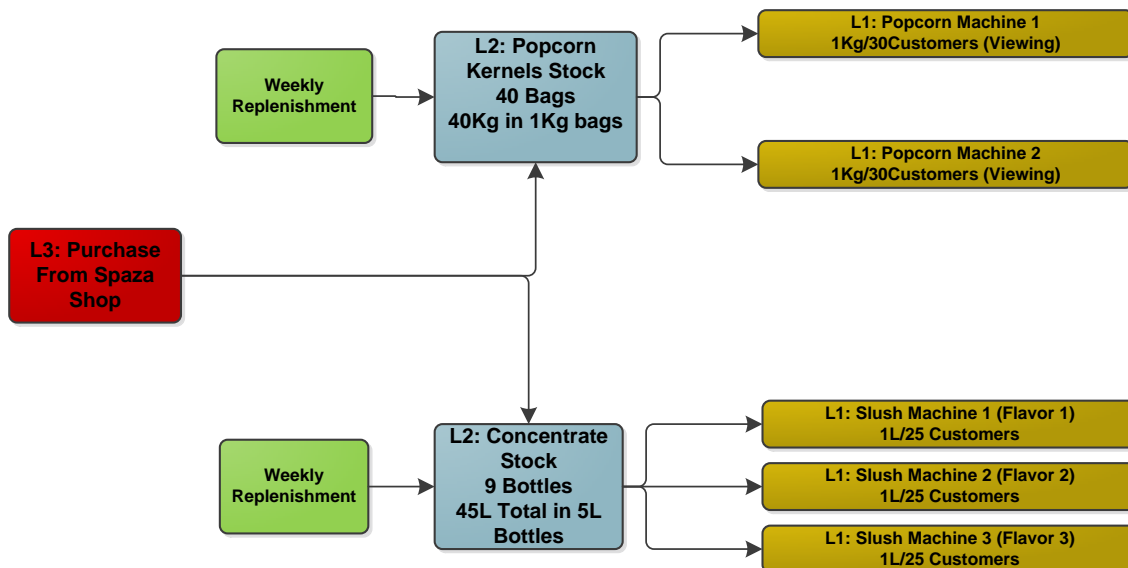 L2: Popcorn
Kernels Stock
40 Bags
40Kg in 1Kg bags
L1: Popcorn Machine 1
1Kg/30Customers (Viewing)
Weekly
Replenishment
L1: Popcorn Machine 2
1Kg/30Customers (Viewing)
L3: Purchase
From Spaza
Shop
L2: Concentrate
Stock
9 Bottles
45L Total in 5L
Bottles
Weekly
Replenishment
L1: Slush Machine 1 (Flavor 1)
1L/25 Customers
L1: Slush Machine 2 (Flavor 2)
1L/25 Customers
L1: Slush Machine 3 (Flavor 3)
1L/25 Customers